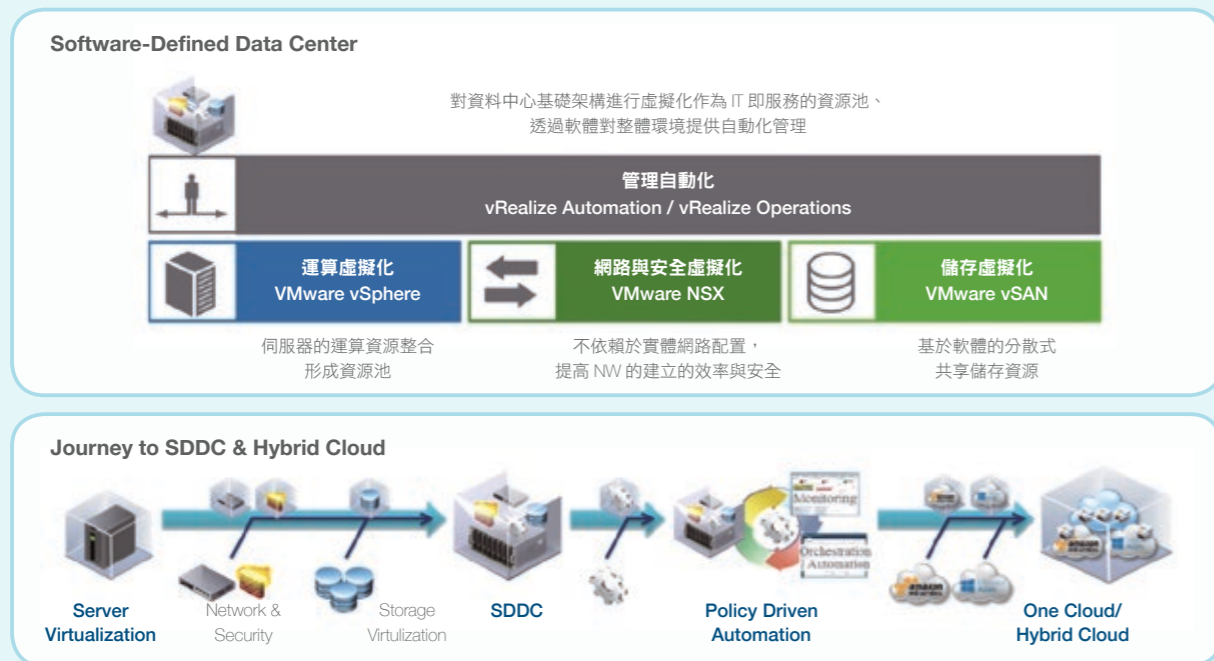 Software-Defined Data Center
對資料中心基礎架構進行虛擬化作為 IT 即服務的資源池、
透過軟體對整體環境提供自動化管理
管理自動化
vRealize Automation / vRealize Operations
運算虛擬化
VMware vSphere
網路與安全虛擬化
VMware NSX
儲存虛擬化
VMware vSAN
伺服器的運算資源整合
形成資源池
不依賴於實體網路配置，
提高 NW 的建立的效率與安全
基於軟體的分散式
共享儲存資源
Journey to SDDC & Hybrid Cloud
Monitoring
Orchestration
/ Automation
amazon
amazon
Server
Virtualization
Network &
Security
Storage
Virtulization
SDDC
Policy Driven
Automation
One Cloud/
Hybrid Cloud